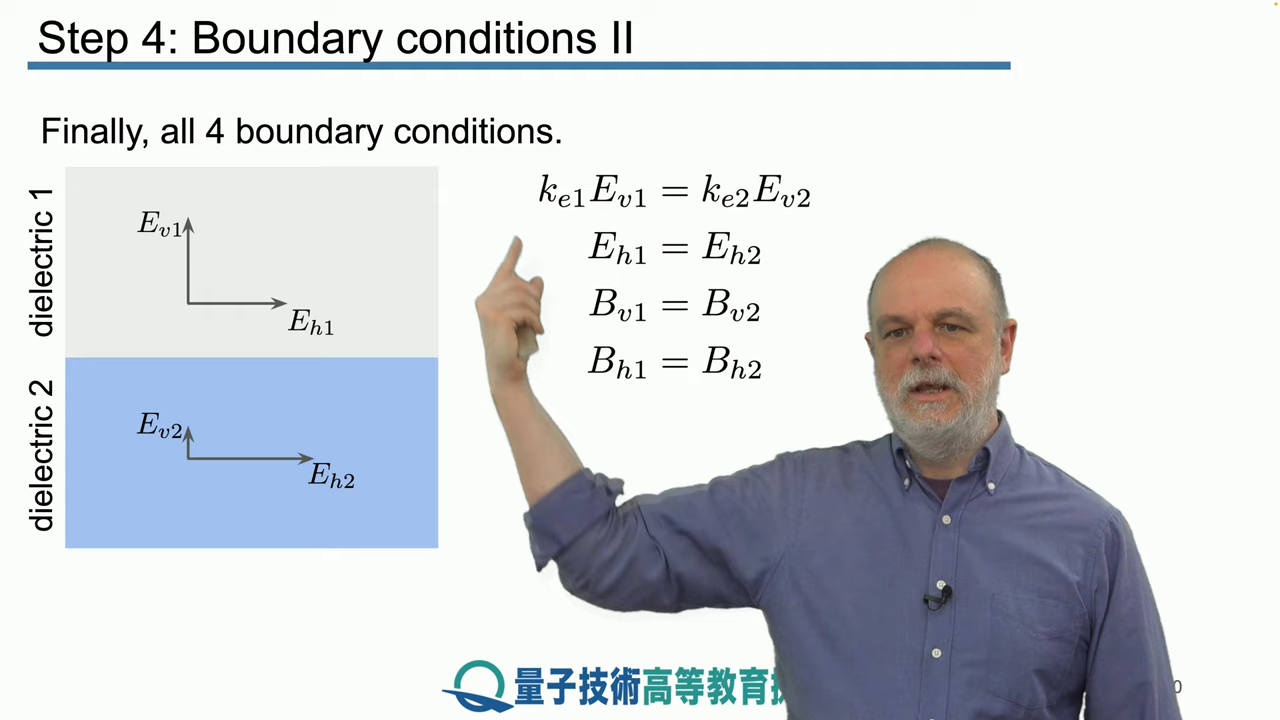 Step 4: Boundary conditions II
Finally, all 4 boundary conditions.
dielectric 1
E_{v1}
E_{h1}
dielectric 2
E_{v2}
E_{h2}
k_{e1}E_{v1} = k_{e2}E_{v2}
E_{h1} = E_{h2}
B_{v1} = B_{v2}
B_{h1} = B_{h2}
量子技術高等教育
0